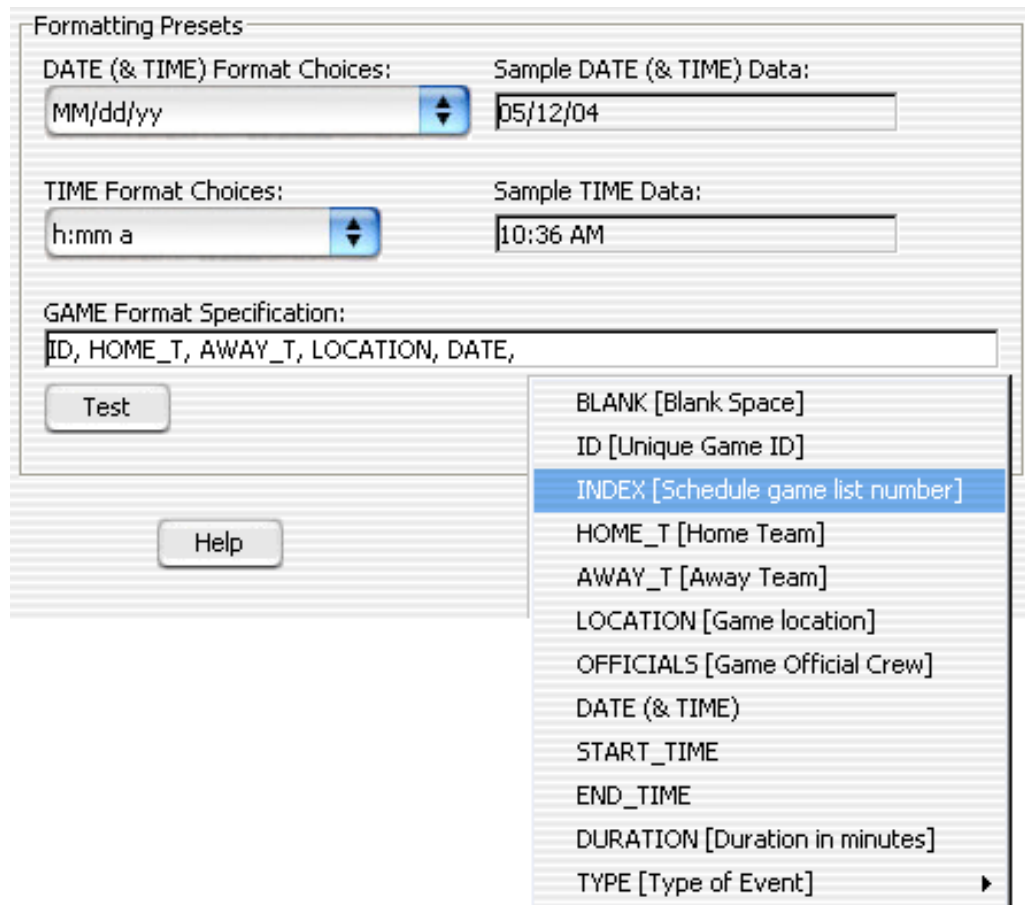 Formatting Presets
DATE (& TIME) Format Choices:
Sample DATE (& TIME) Data:
MM/dd/yy
05/12/04
TIME Format Choices:
Sample TIME Data:
h:mm a
10:36 AM
GAME Format Specification:
ID, HOME_T, AWAY_T, LOCATION, DATE,
Test
Help
BLANK [Blank Space]
ID [Unique Game ID]
INDEX [Schedule game list number]
HOME_T [Home Team]
AWAY_T [Away Team]
LOCATION [Game location]
OFFICIALS [Game Official Crew]
DATE (& TIME)
START_TIME
END_TIME
DURATION [Duration in minutes]
TYPE [Type of Event]